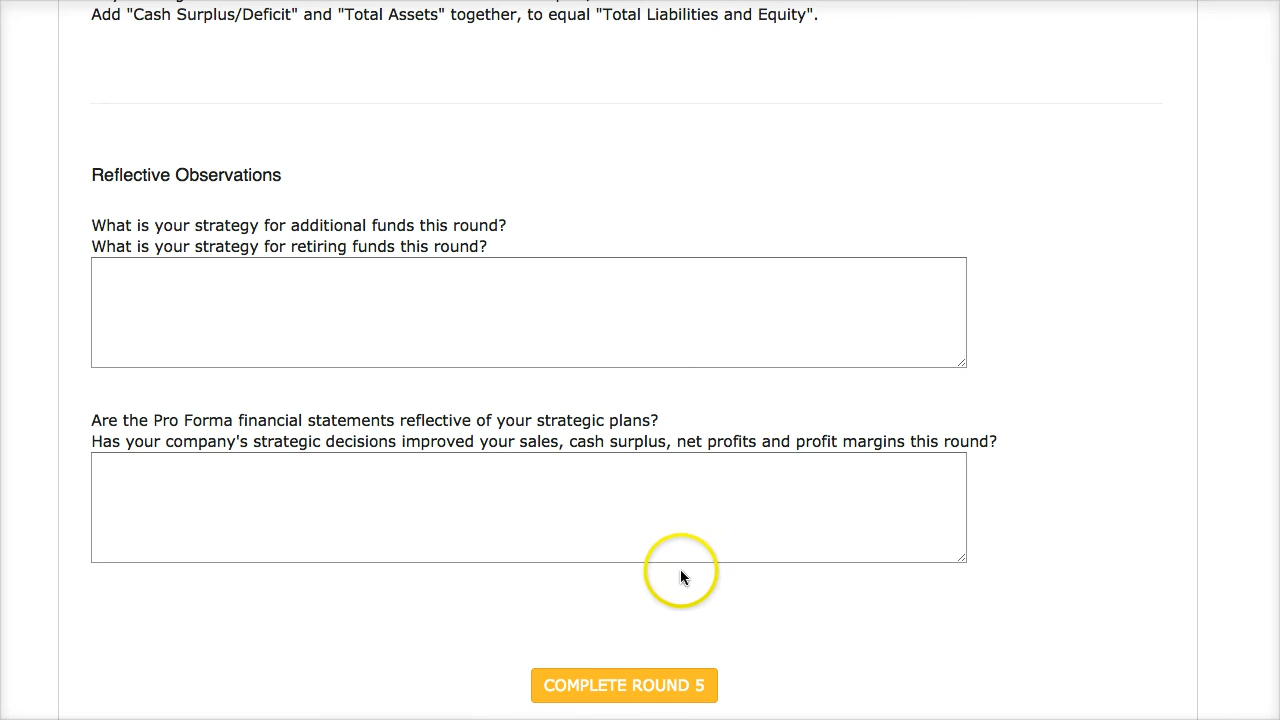 Add "Cash Surplus/Deficit" and "Total Assets" together, to equal "Total Liabilities and Equity".
Reflective Observations
What is your strategy for additional funds this round?
What is your strategy for retiring funds this round?
Are the Pro Forma financial statements reflective of your strategic plans?
Has your company's strategic decisions improved your sales, cash surplus, net profits and profit margins this round?
COMPLETE ROUND 5